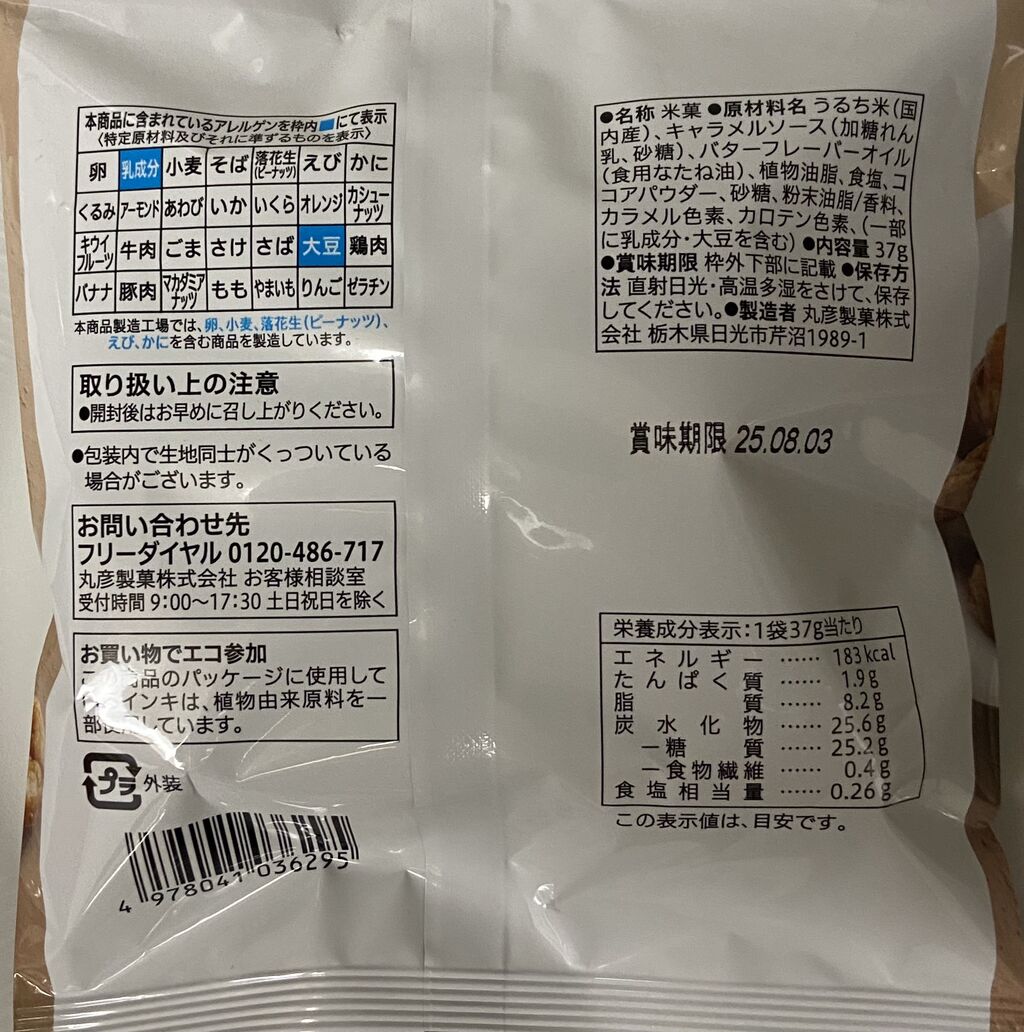 本商品に含まれているアレルゲンを枠内■にて表示
〈特定原材料及びそれに準ずるものを表示〉
卵 乳成分 小麦 そば 落花生(ピーナッツ) えび かに
くるみ アーモンド あわび いか いくら オレンジ カシューナッツ
キウイフルーツ 牛肉 ごま さけ さば 大豆 鶏肉
バナナ 豚肉 マカダミアナッツ もも やまいも りんご ゼラチン
本商品製造工場では、卵、小麦、落花生(ピーナッツ)、
えび、かにを含む商品を製造しています。
取り扱い上の注意
●開封後はお早めに召し上がりください。
●包装内で生地同士がくっついている
場合がございます。
お問い合わせ先
フリーダイヤル 0120-486-717
丸彦製菓株式会社 お客様相談室
受付時間 9:00〜17:30 土日祝日を除く
お買い物でエコ参加
この商品のパッケージに使用して
インキは、植物由来原料を一
部使用しています。
プラ 外装
4 978041 036295
●名称 米菓 ●原材料名 うるち米(国
内産)、キャラメルソース(加糖れん
乳、砂糖)、バターフレーバーオイル
(食用なたね油)、植物油脂、食塩、コ
コアパウダー、砂糖、粉末油脂/香料、
カラメル色素、カロテン色素、(一部
に乳成分・大豆を含む) ●内容量 37g
●賞味期限 枠外下部に記載 ●保存方
法 直射日光・高温多湿をさけて、保存
してください。●製造者 丸彦製菓株式
会社 栃木県日光市芹沼1989-1
賞味期限 25.08.03
栄養成分表示:1袋37g当たり
エネルギー …… 183kcal
たんぱく質 …… 1.9g
脂質 …… 8.2g
炭水化物 …… 25.6g
－糖質 …… 25.2g
－食物繊維 …… 0.4g
食塩相当量 …… 0.26g
この表示値は、目安です。